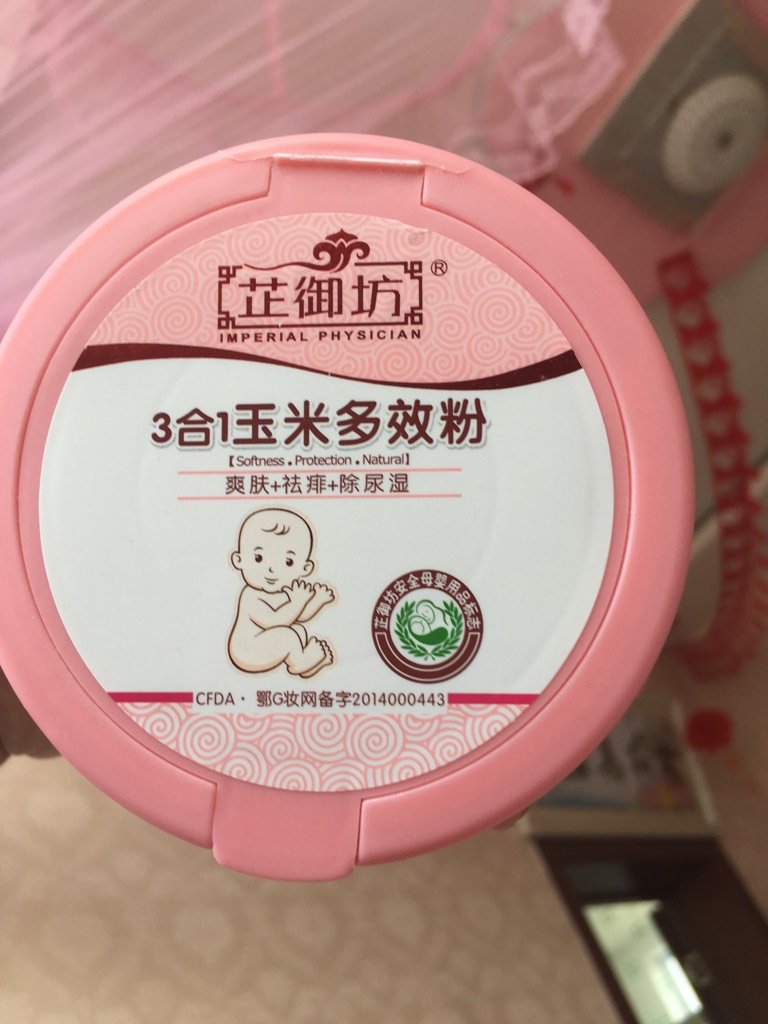 芷御坊®
IMPERIAL PHYSICIAN
3合1玉米多效粉
【Softness.Protection.Natural】
爽肤+祛痱+除尿湿
芷御坊安全母婴用品标志
CFDA·鄂G妆网备字2014000443